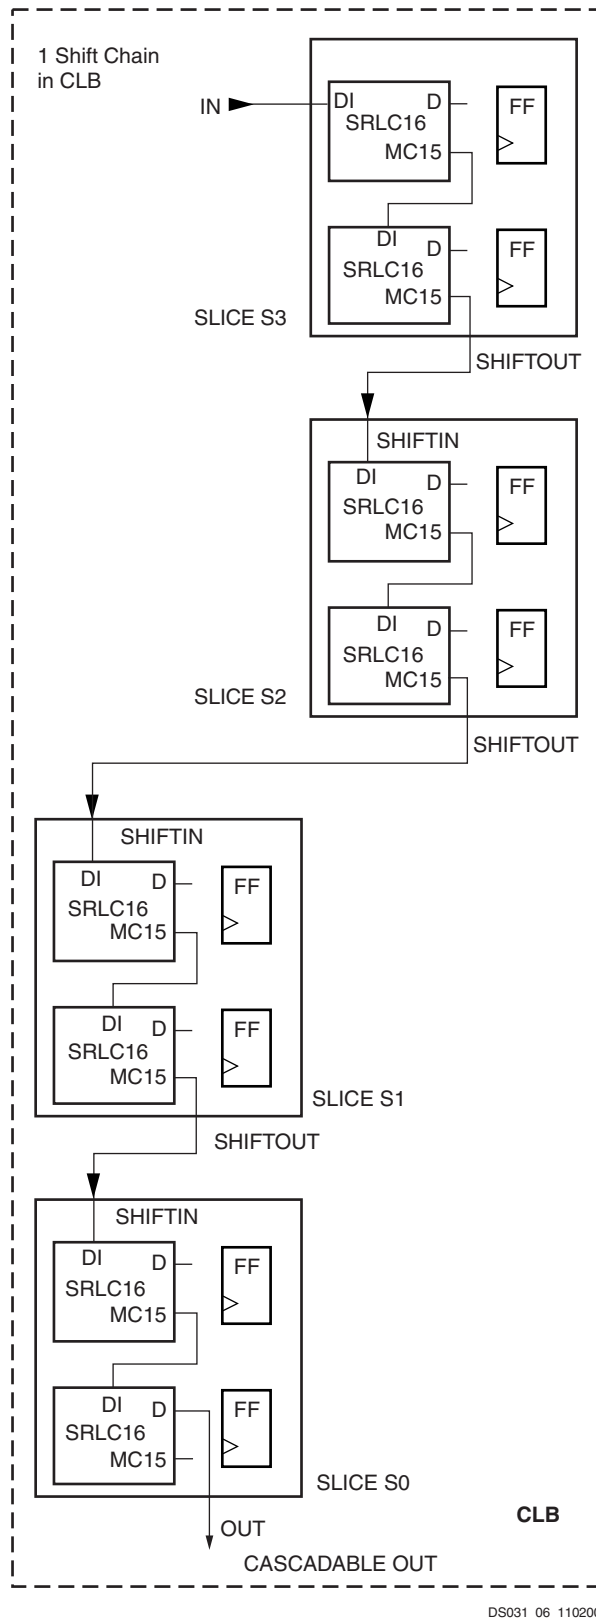 1 Shift Chain
in CLB
IN
DI
D
SRLC16
MC15
FF
DI
D
SRLC16
MC15
FF
SLICE S3
SHIFTOUT
SHIFTIN
DI
D
SRLC16
MC15
FF
DI
D
SRLC16
MC15
FF
SLICE S2
SHIFTOUT
SHIFTIN
DI
D
SRLC16
MC15
FF
DI
D
SRLC16
MC15
FF
SLICE S1
SHIFTOUT
SHIFTIN
DI
D
SRLC16
MC15
FF
DI
D
SRLC16
MC15
FF
SLICE S0
OUT
CLB
CASCADABLE OUT
DS031_06_110200